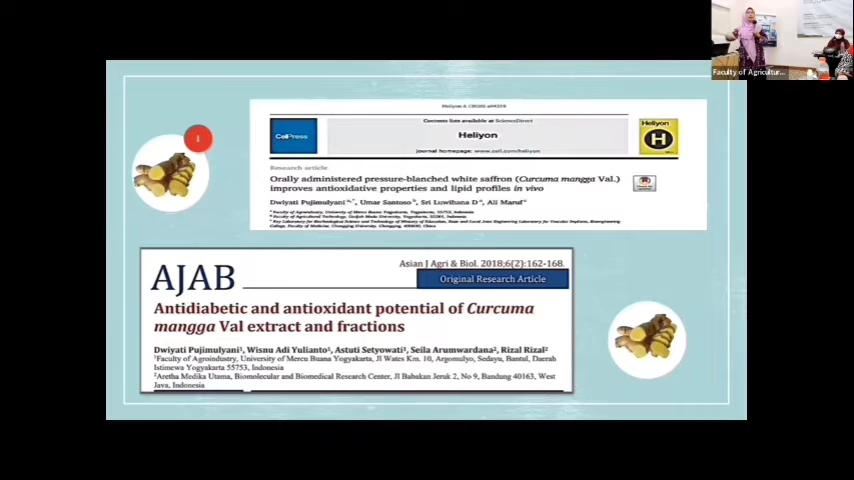 Faculty of Agricultur...
1
Contents lists available at ScienceDirect
CellPress
Heliyon
Heliyon
journal homepage: www.cell.com/heliyon
Research article
Orally administered pressure-blanched white saffron (Curcuma mangga Val.)
improves antioxidative properties and lipid profiles in vivo
Dwiyati Pujimulyani a,*, Umar Santoso b, Sri Luwihana D a, Ali Maruf c
AJAB
Asian J Agri & Biol. 2018;6(2):162-168.
Original Research Article
Antidiabetic and antioxidant potential of Curcuma
mangga Val extract and fractions
Dwiyati Pujimulyani¹, Wisnu Adi Yulianto¹, Astuti Setyowati¹, Seila Arumwardana², Rizal Rizal²
¹Faculty of Agroindustry, University of Mercu Buana Yogyakarta, Jl Wates Km. 10, Argomulyo, Sedayu, Bantul, Daerah
Istimewa Yogyakarta 55753, Indonesia
²Aretha Medika Utama, Biomolecular and Biomedical Research Center, Jl Babakan Jeruk 2, No 9, Bandung 40163, West
Java, Indonesia